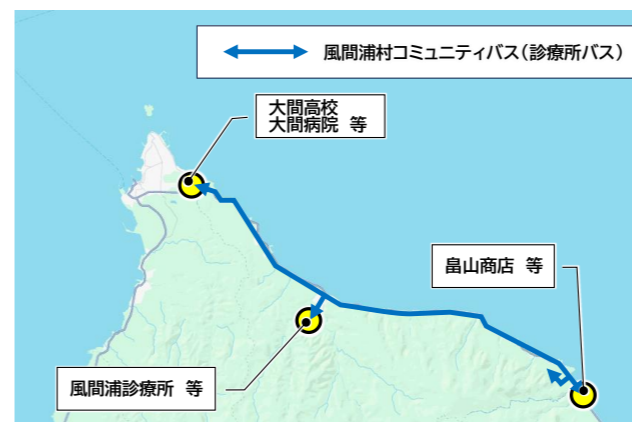 風間浦村コミュニティバス(診療所バス)
大間高校
大間病院 等
畠山商店 等
風間浦診療所 等